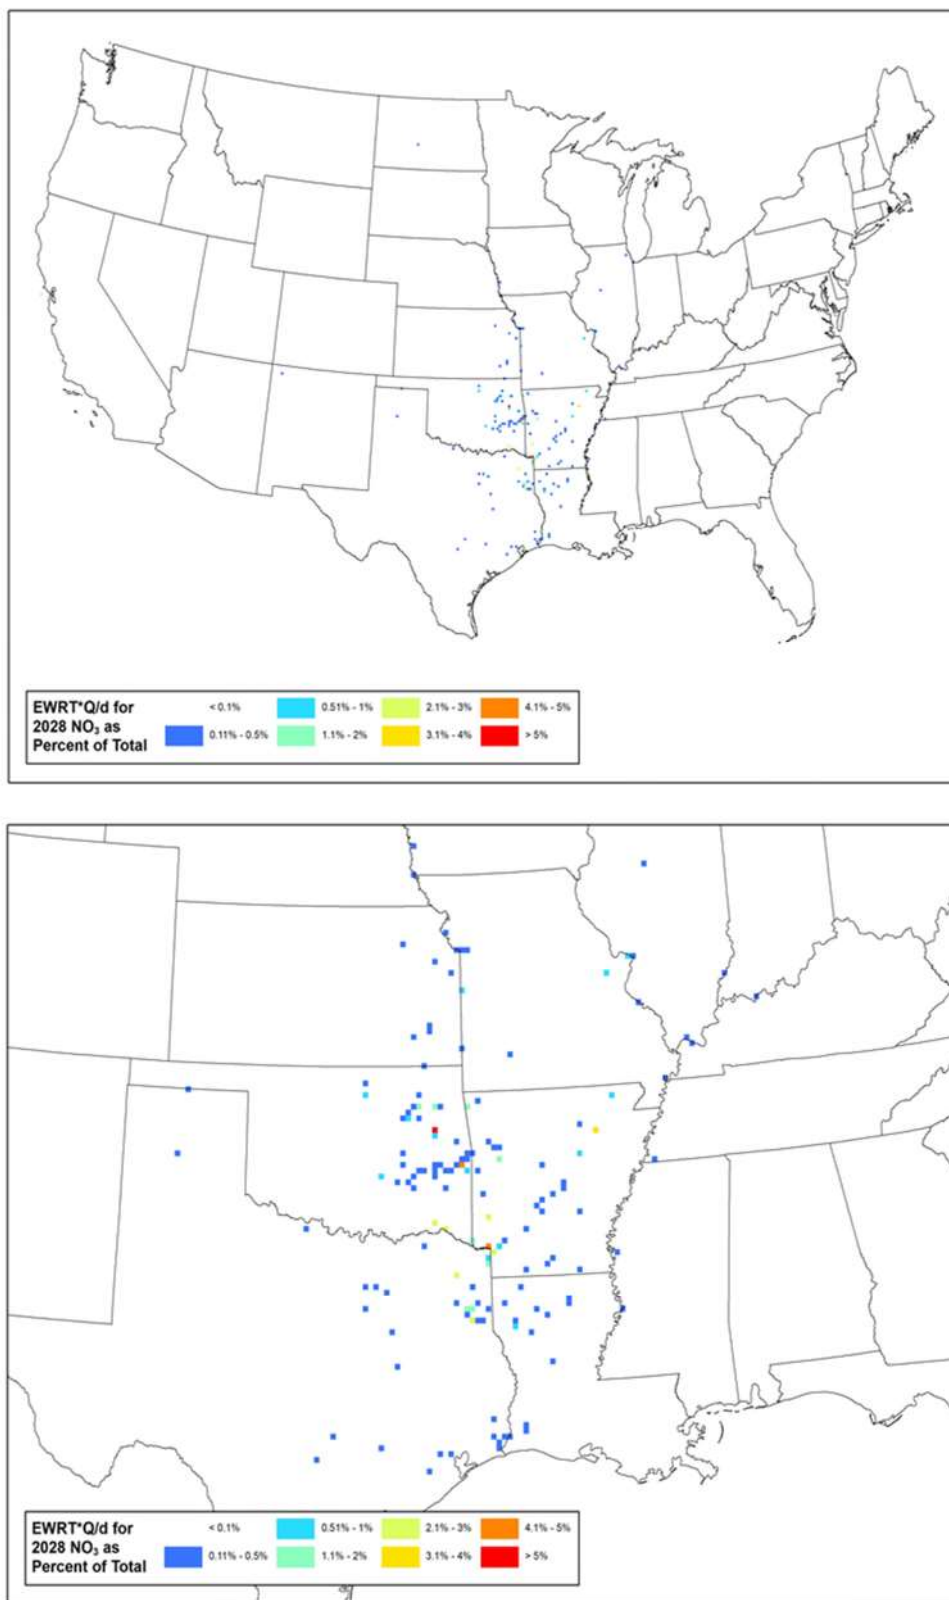 EWRT*Q/d for
2028 NO₃ as
Percent of Total
< 0.1%
0.51% - 1%
2.1% - 3%
4.1% - 5%
0.11% - 0.5%
1.1% - 2%
3.1% - 4%
> 5%
EWRT*Q/d for
2028 NO₃ as
Percent of Total
< 0.1%
0.51% - 1%
2.1% - 3%
4.1% - 5%
0.11% - 0.5%
1.1% - 2%
3.1% - 4%
> 5%